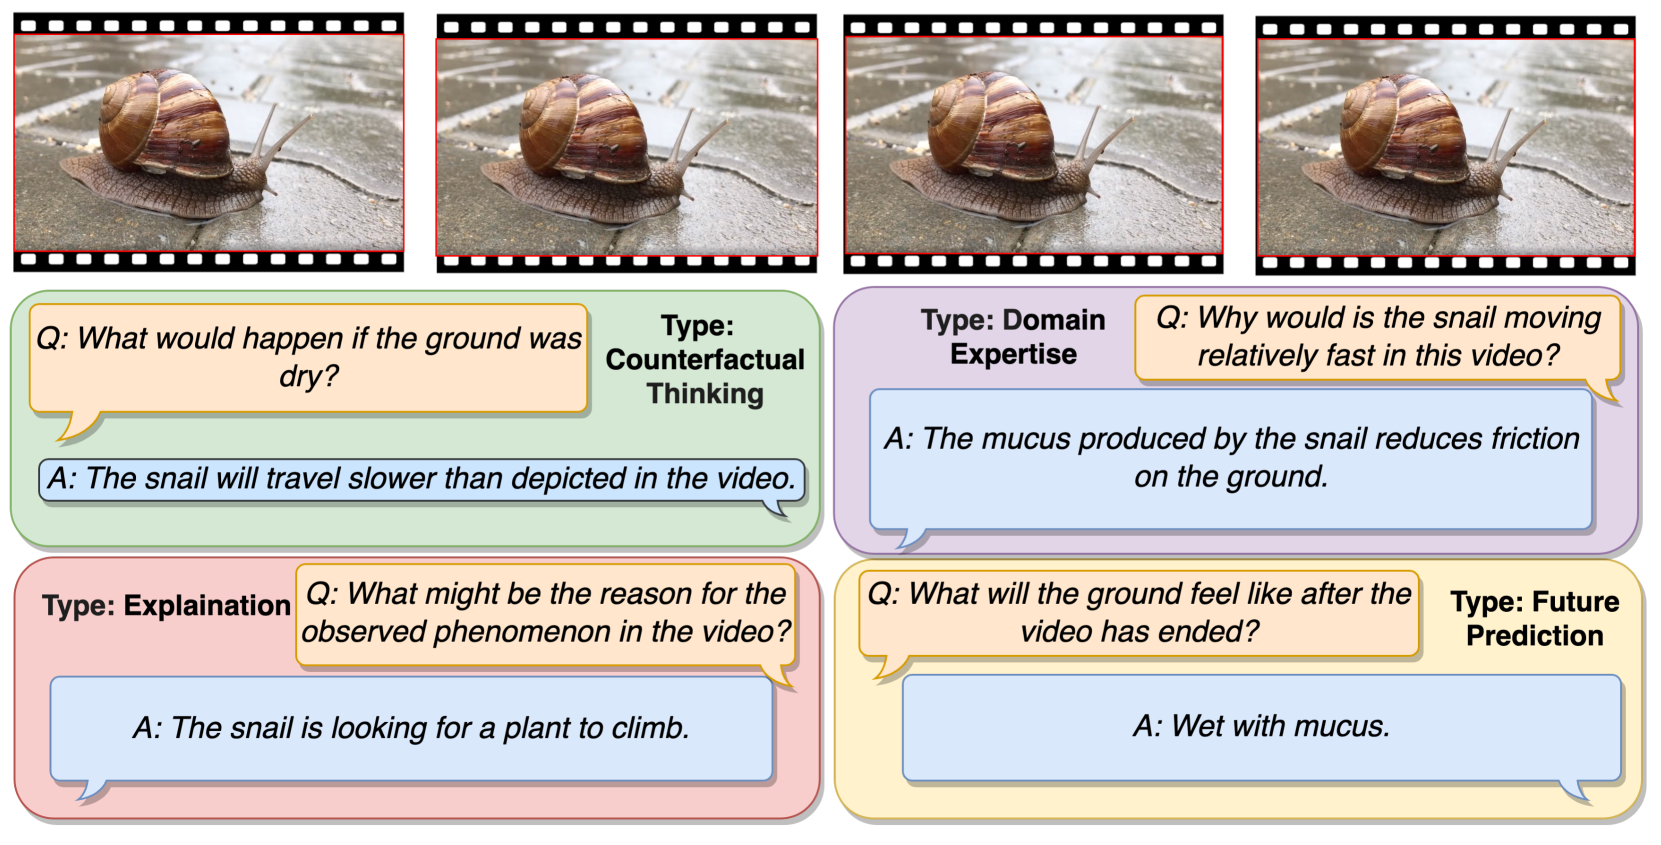 Q: What would happen if the ground was
dry?
Type:
Counterfactual
Thinking
A: The snail will travel slower than depicted in the video.
Type: Domain
Expertise
Q: Why would is the snail moving
relatively fast in this video?
A: The mucus produced by the snail reduces friction
on the ground.
Type: Explaination
Q: What might be the reason for the
observed phenomenon in the video?
A: The snail is looking for a plant to climb.
Q: What will the ground feel like after the
video has ended?
Type: Future
Prediction
A: Wet with mucus.